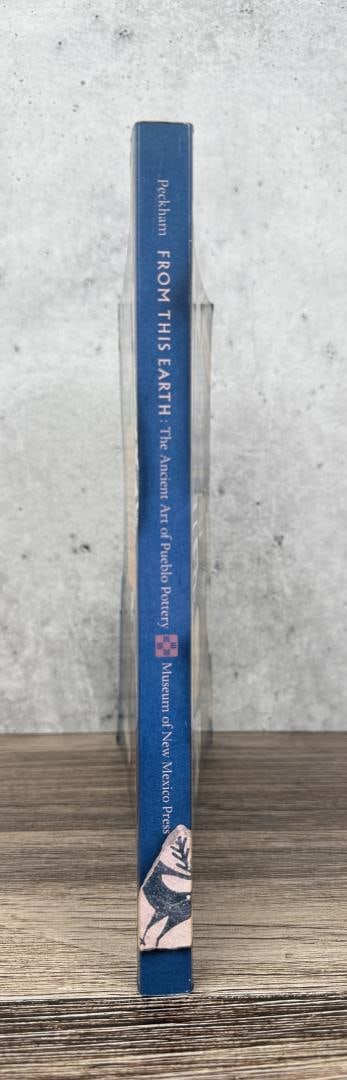 Peckham FROM THIS EARTH: The Ancient Art of Pueblo Pottery Museum of New Mexico Press